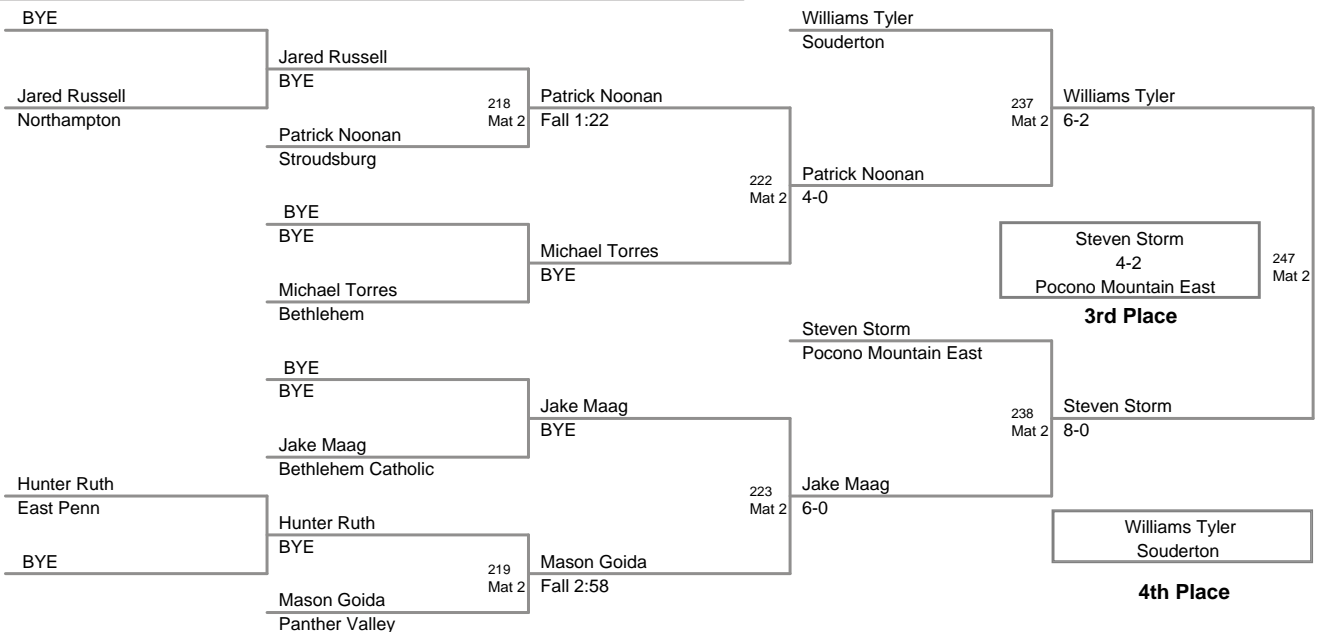 BYE
Jared Russell
Northampton
Jared Russell
BYE
Patrick Noonan
Stroudsburg
218
Mat 2
Patrick Noonan
Fall 1:22
BYE
BYE
Michael Torres
Bethlehem
Michael Torres
BYE
222
Mat 2
Patrick Noonan
4-0
Williams Tyler
Souderton
237
Mat 2
Williams Tyler
6-2
Steven Storm
4-2
Pocono Mountain East
247
Mat 2
3rd Place
BYE
BYE
Jake Maag
Bethlehem Catholic
Jake Maag
BYE
Hunter Ruth
East Penn
BYE
Hunter Ruth
BYE
Mason Goida
Panther Valley
219
Mat 2
Mason Goida
Fall 2:58
223
Mat 2
Jake Maag
6-0
Steven Storm
Pocono Mountain East
238
Mat 2
Steven Storm
8-0
Williams Tyler
Souderton
4th Place